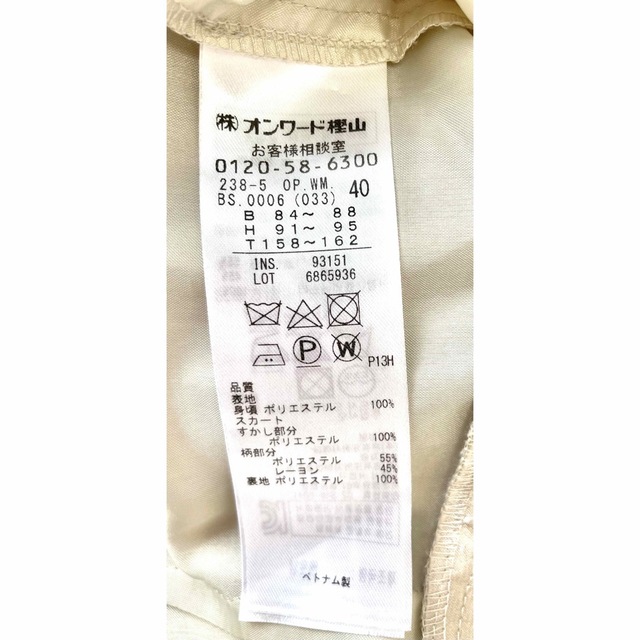 ㈱オンワード樫山
お客様相談室
0120-58-6300
238-5 OP.WM. 40
BS.0006 (033)
B 84～ 88
H 91～ 95
T158～162
INS. 93151
LOT 6865936
P W P13H
品質
表地
身頃 ポリエステル 100%
スカート
すかし部分
ポリエステル 100%
柄部分
ポリエステル 55%
レーヨン 45%
裏地 ポリエステル 100%
ベトナム製